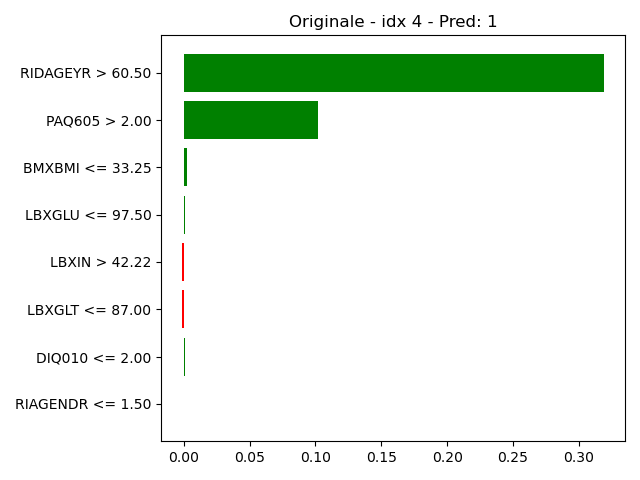 Originale - idx 4 - Pred: 1
RIDAGEYR > 60.50
PAQ605 > 2.00
BMXBMI <= 33.25
LBXGLU <= 97.50
LBXIN > 42.22
LBXGLT <= 87.00
DIQ010 <= 2.00
RIAGENDR <= 1.50
0.00 0.05 0.10 0.15 0.20 0.25 0.30